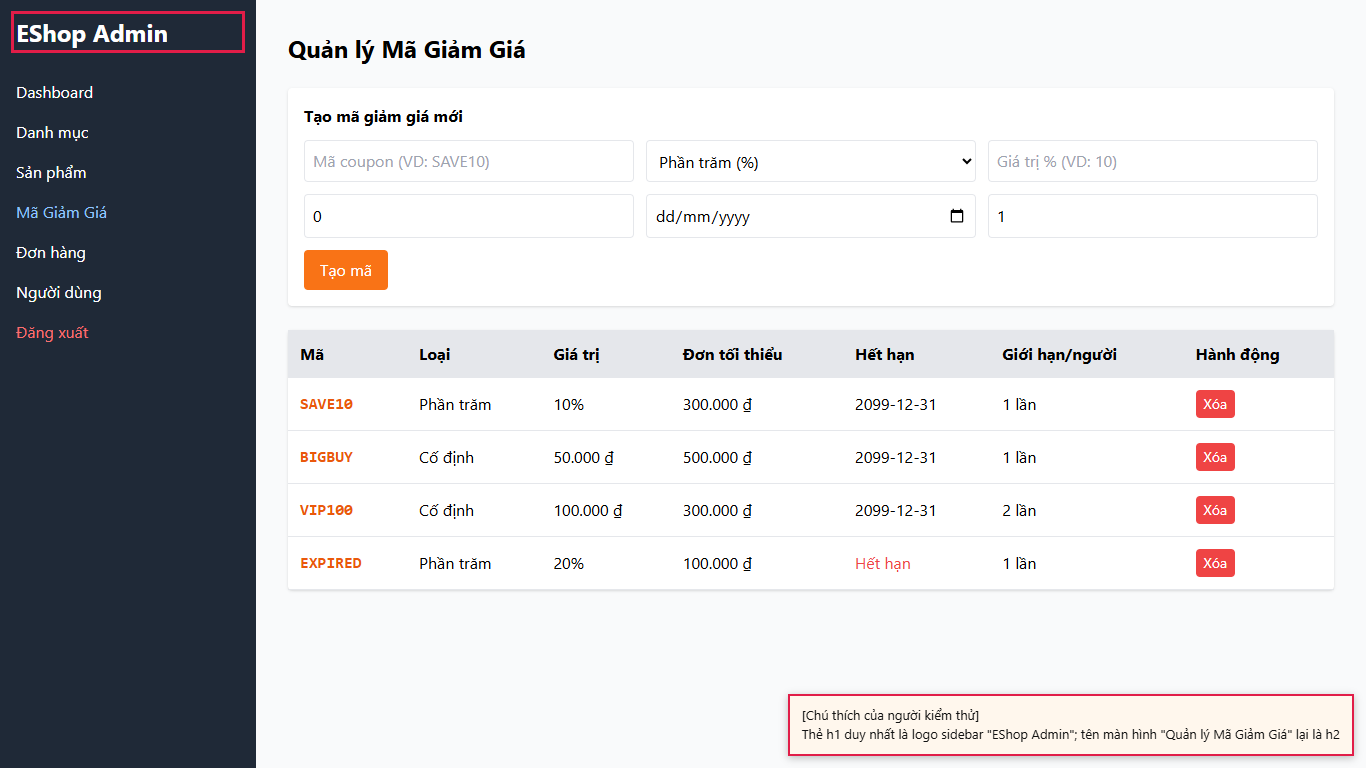 EShop Admin
Dashboard
Danh mục
Sản phẩm
Mã Giảm Giá
Đơn hàng
Người dùng
Đăng xuất
Quản lý Mã Giảm Giá
Tạo mã giảm giá mới
Mã coupon (VD: SAVE10) Phần trăm (%) Giá trị % (VD: 10)
0 dd/mm/yyyy 1
Tạo mã
Mã Loại Giá trị Đơn tối thiểu Hết hạn Giới hạn/người Hành động
SAVE10 Phần trăm 10% 300.000 ₫ 2099-12-31 1 lần Xóa
BIGBUY Cố định 50.000 ₫ 500.000 ₫ 2099-12-31 1 lần Xóa
VIP100 Cố định 100.000 ₫ 300.000 ₫ 2099-12-31 2 lần Xóa
EXPIRED Phần trăm 20% 100.000 ₫ Hết hạn 1 lần Xóa
[Chú thích của người kiểm thử]
Thẻ h1 duy nhất là logo sidebar "EShop Admin"; tên màn hình "Quản lý Mã Giảm Giá" lại là h2